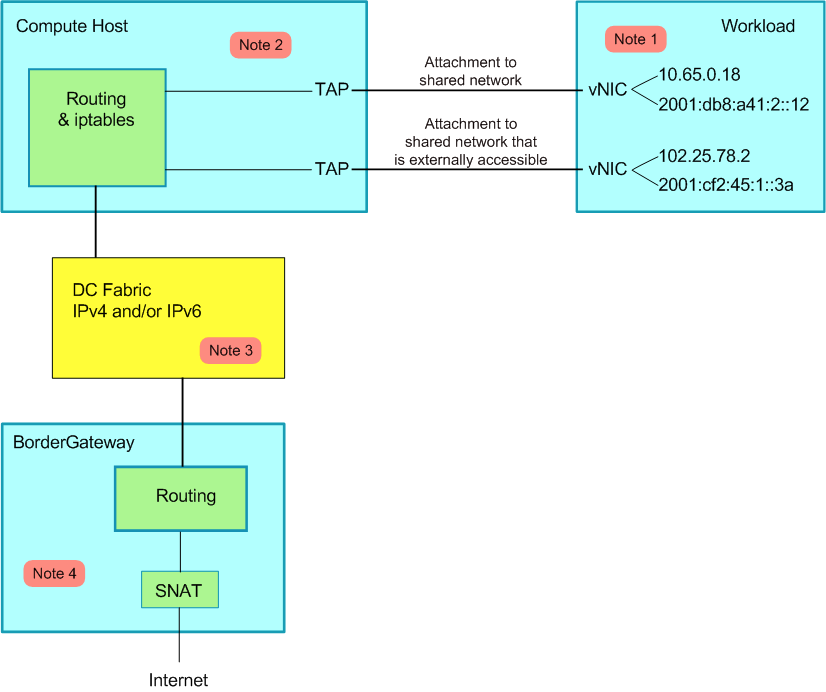 Compute Host
Note 2
Note 1
Workload
Attachment to
shared network
Routing
& iptables
TAP
vNIC
10.65.0.18
2001:db8:a41:2::12
Attachment to
shared network that
is externally accessible
TAP
vNIC
102.25.78.2
2001:cf2:45:1::3a
DC Fabric
IPv4 and/or IPv6
Note 3
BorderGateway
Routing
Note 4
SNAT
Internet